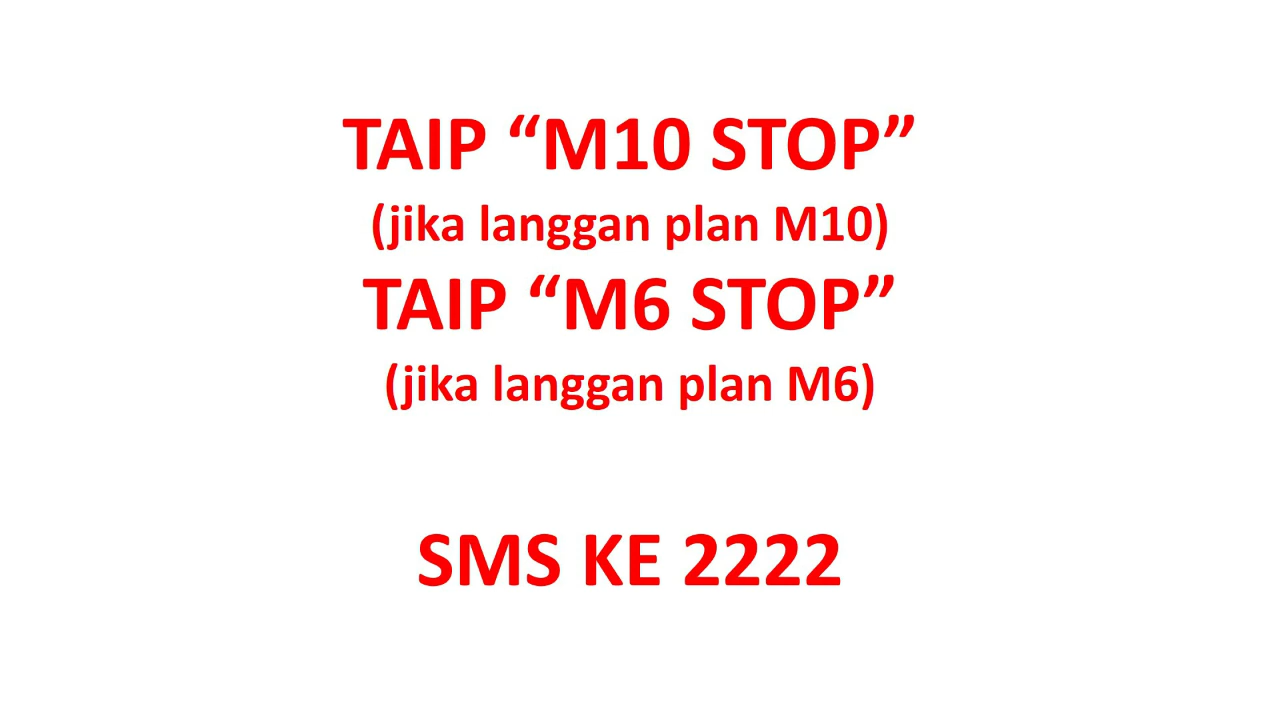 TAIP “M10 STOP”
(jika langgan plan M10)
TAIP “M6 STOP”
(jika langgan plan M6)
SMS KE 2222